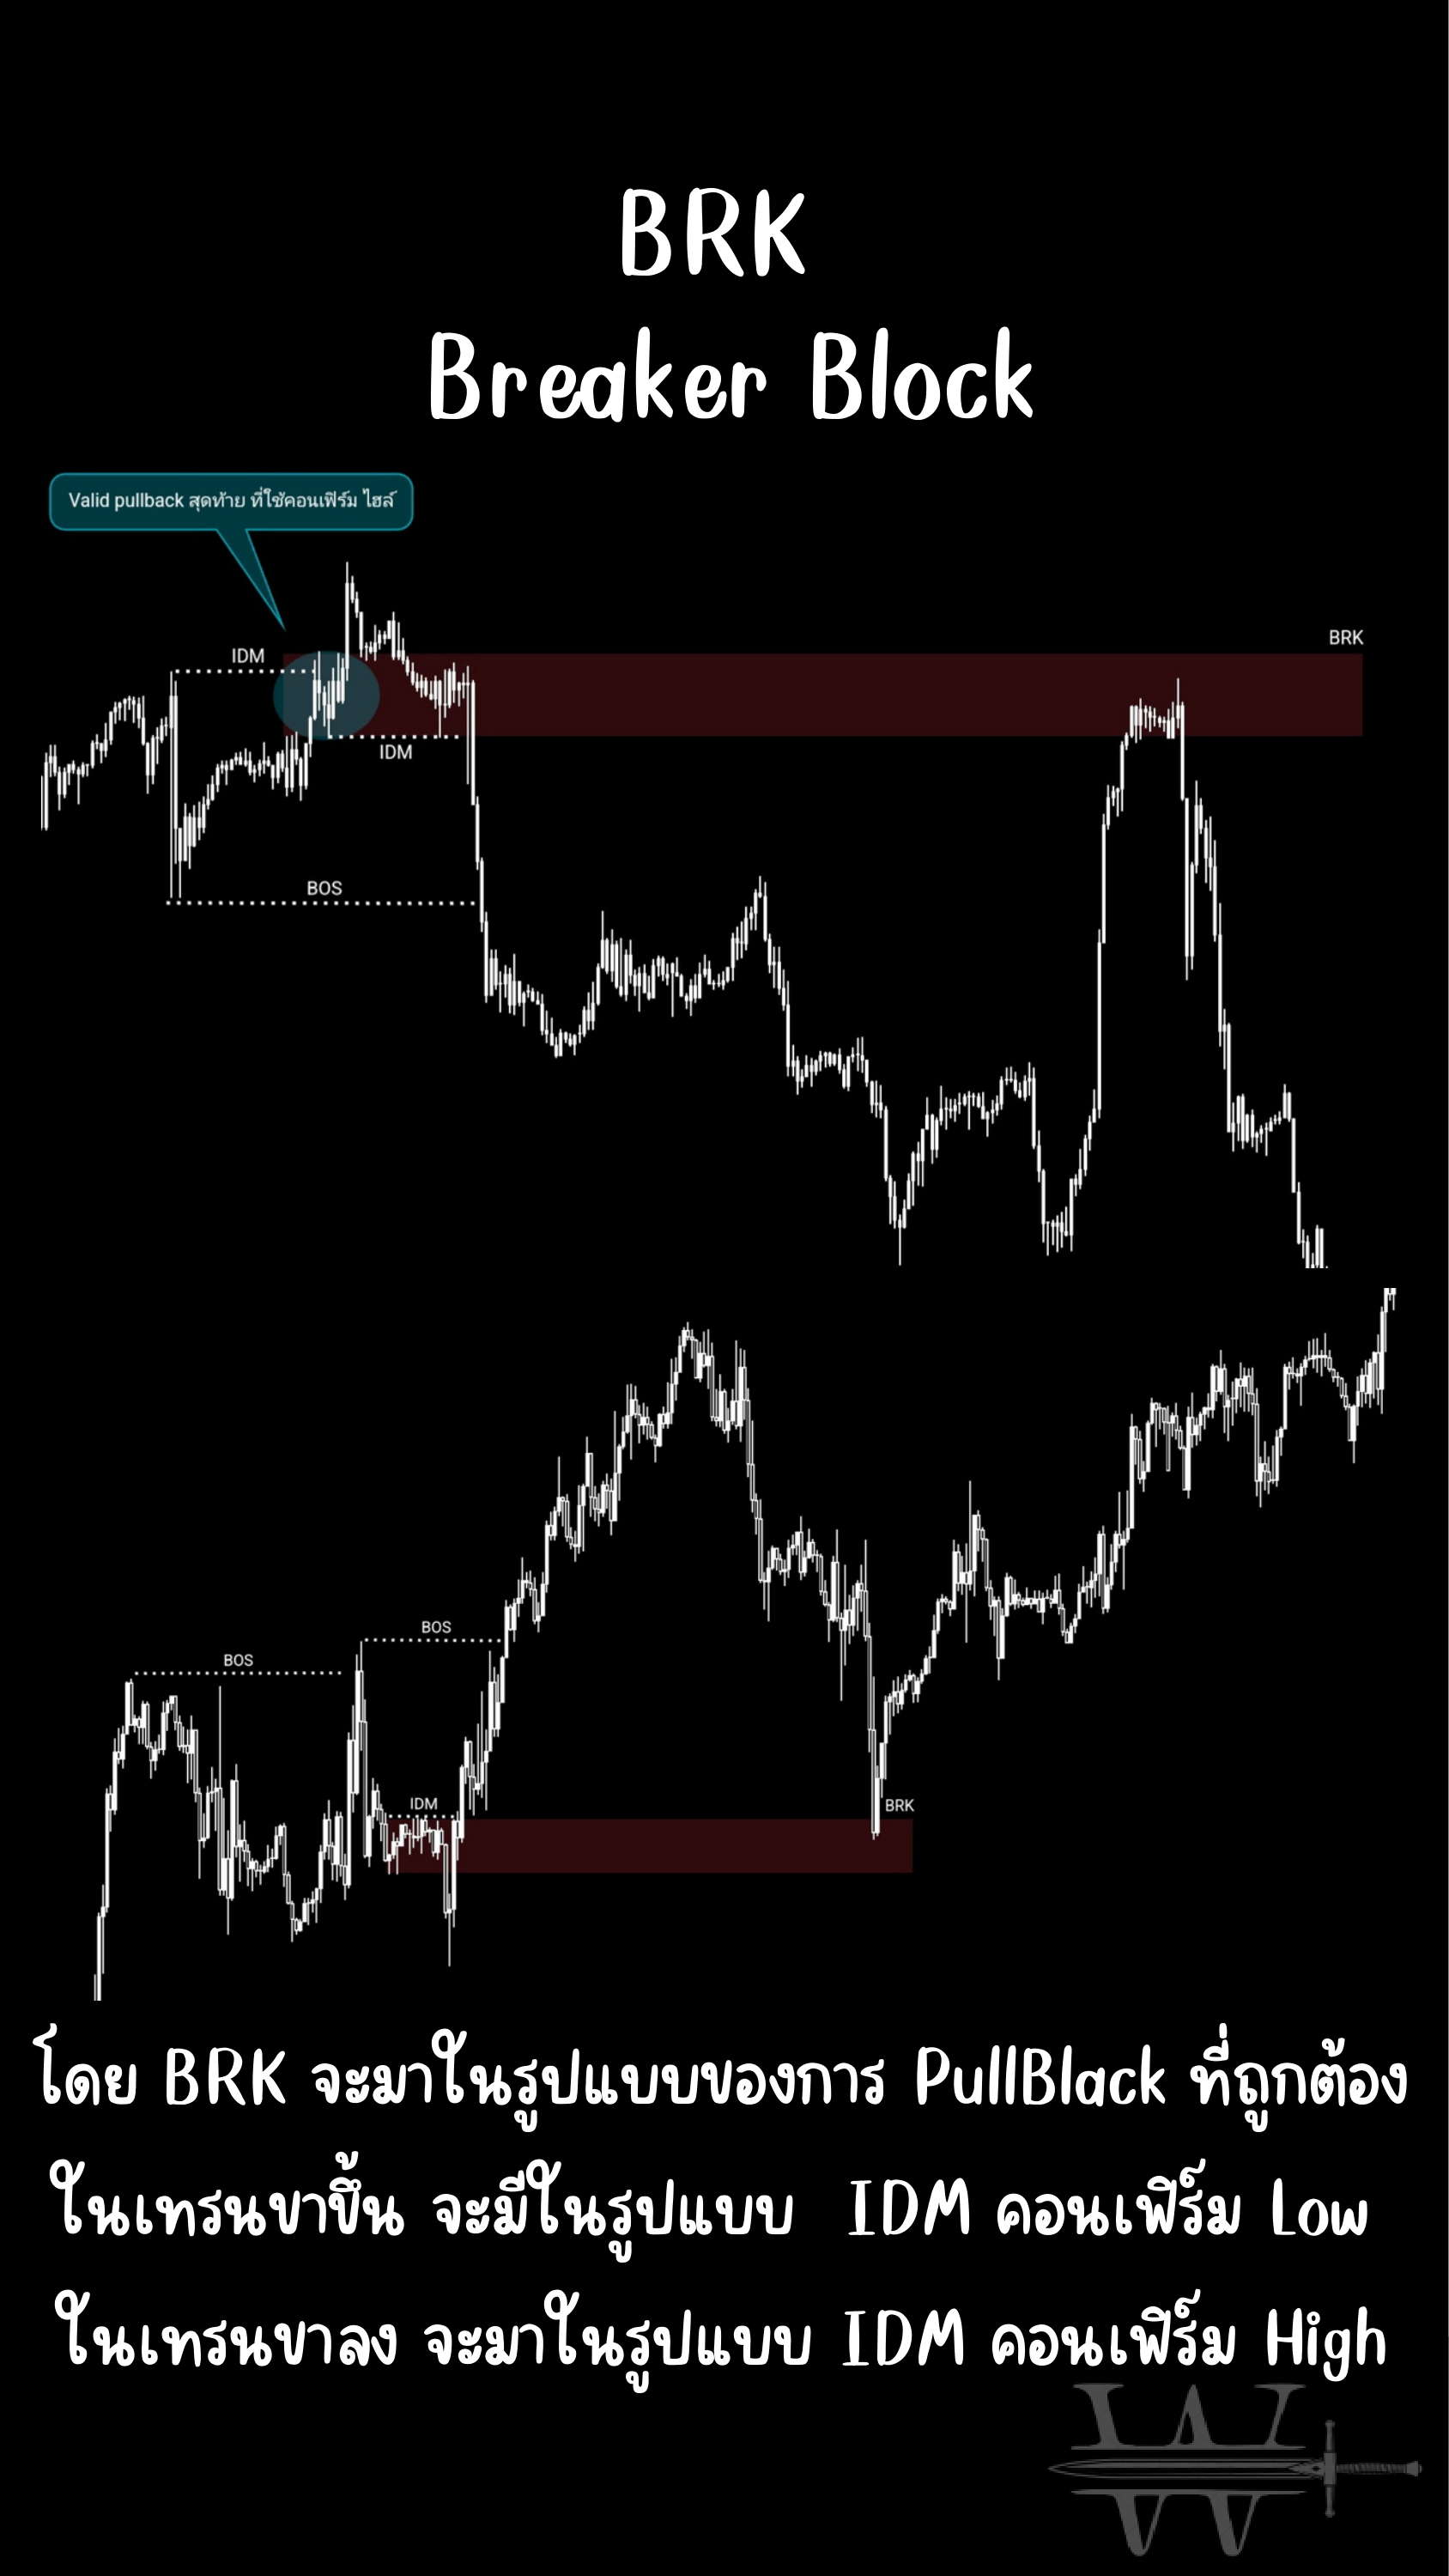 BRK
Breaker Block
Valid pullback สุดท้าย ที่ใช้คอนเฟิร์ม ไฮล์
BRK
IDM
IDM
BOS
BOS
BOS
IDM
BRK
โดย BRK จะมาในรูปแบบของการ PullBlack ที่ถูกต้อง
ในเทรนขาขึ้น จะมีในรูปแบบ IDM คอนเฟิร์ม Low
ในเทรนขาลง จะมาในรูปแบบ IDM คอนเฟิร์ม High
W